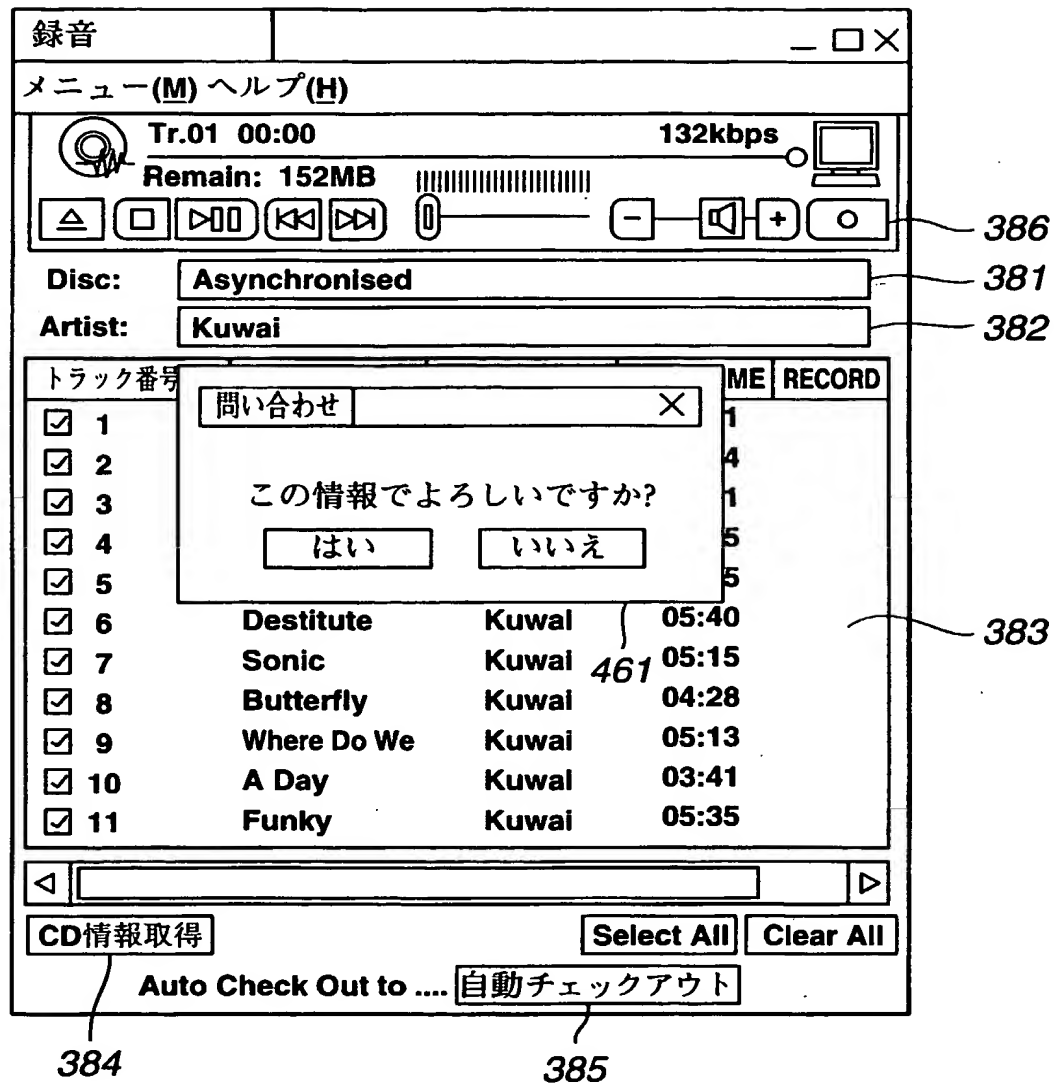 録音
メニュー(M) ヘルプ(H)
Tr.01 00:00 132kbps
Remain: 152MB
386
Disc: Asynchronised 381
Artist: Kuwai 382
トラック番号 ME RECORD
問い合わせ
1 1
2 4
3 1
この情報でよろしいですか?
4 5
はい いいえ
5 5
6 Destitute Kuwai 05:40
383
461
7 Sonic Kuwai 05:15
8 Butterfly Kuwai 04:28
9 Where Do We Kuwai 05:13
10 A Day Kuwai 03:41
11 Funky Kuwai 05:35
CD情報取得 Select All Clear All
Auto Check Out to .... 自動チェックアウト
384 385